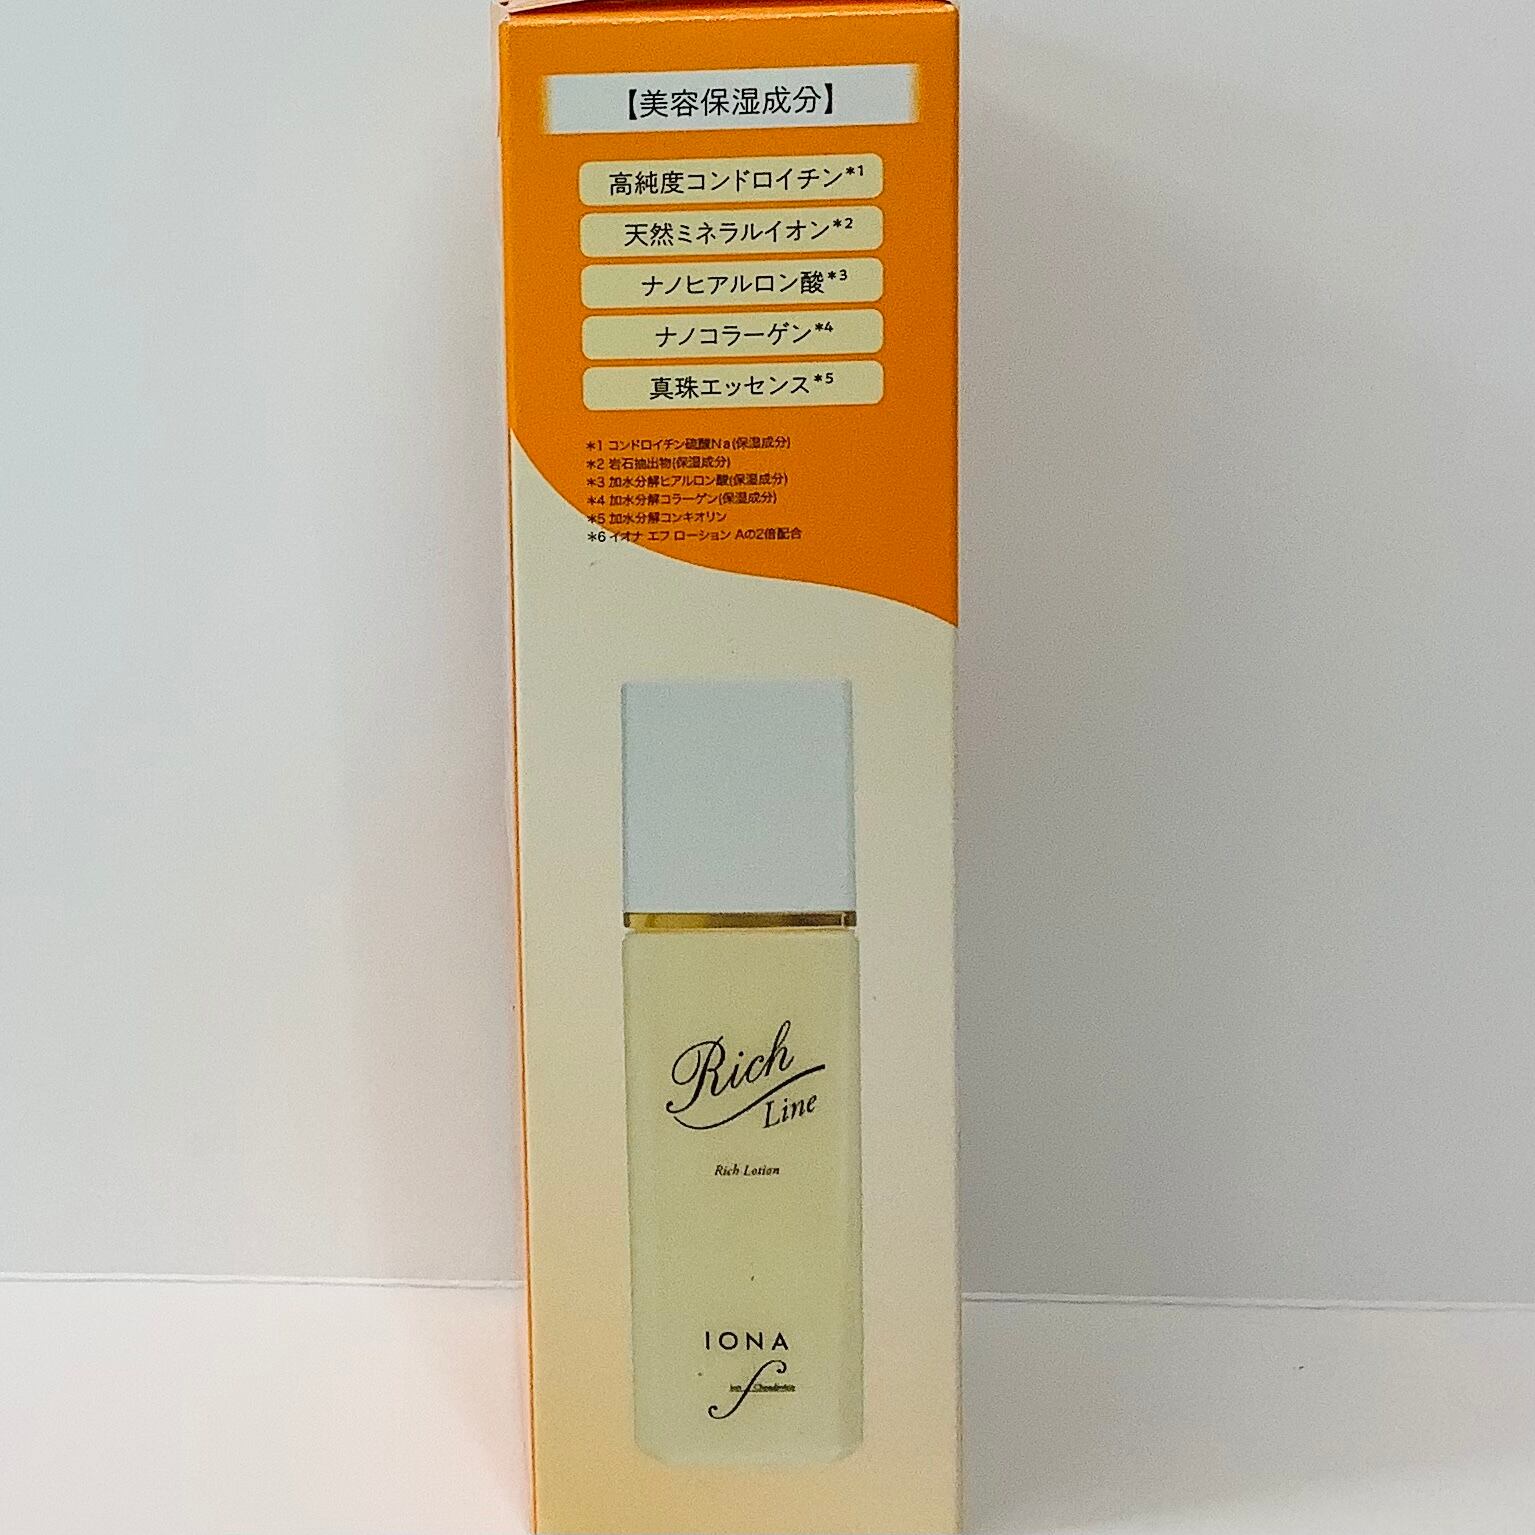 【美容保湿成分】
高純度コンドロイチン*1
天然ミネラルイオン*2
ナノヒアルロン酸*3
ナノコラーゲン*4
真珠エッセンス*5
*1 コンドロイチン硫酸Na(保湿成分)
*2 岩石抽出物(保湿成分)
*3 加水分解ヒアルロン酸(保湿成分)
*4 加水分解コラーゲン(保湿成分)
*5 加水分解コンキオリン
*6 イオナ エフ ローション Aの2倍配合
Rich
Line
Rich Lotion
IONA
f